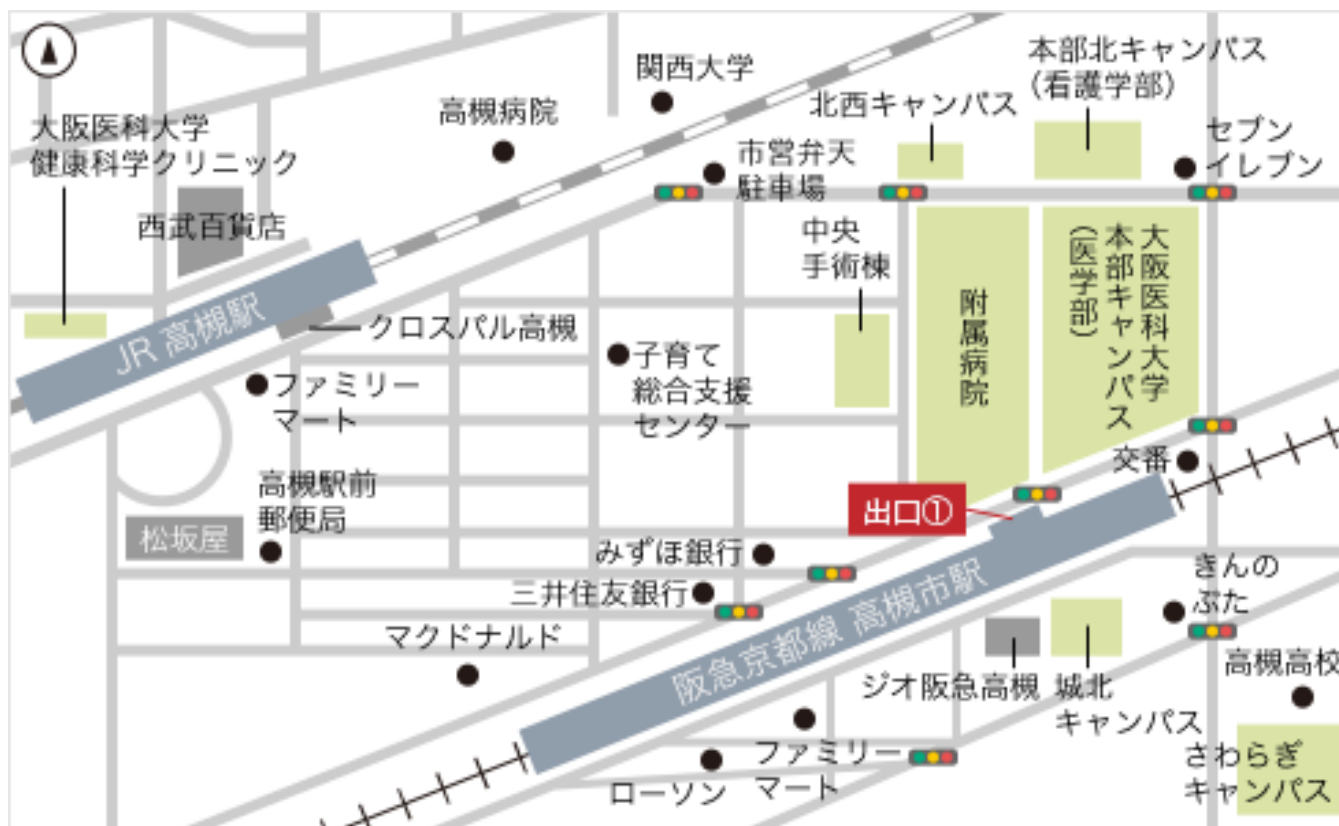 本部北キャンパス
（看護学部）
関西大学
北西キャンパス
高槻病院
大阪医科大学
健康科学クリニック
セブン
イレブン
市営弁天
駐車場
西武百貨店
中央
手術棟
大阪医科大学
本部キャンパス
（医学部）
附属病院
JR 高槻駅
クロスパル高槻
子育て
総合支援
センター
ファミリー
マート
交番
高槻駅前
郵便局
出口①
松坂屋
みずほ銀行
三井住友銀行
きんの
ぶた
マクドナルド
阪急京都線 高槻市駅
高槻高校
ジオ阪急高槻
城北
キャンパス
ファミリー
マート
ローソン
さわらぎ
キャンパス